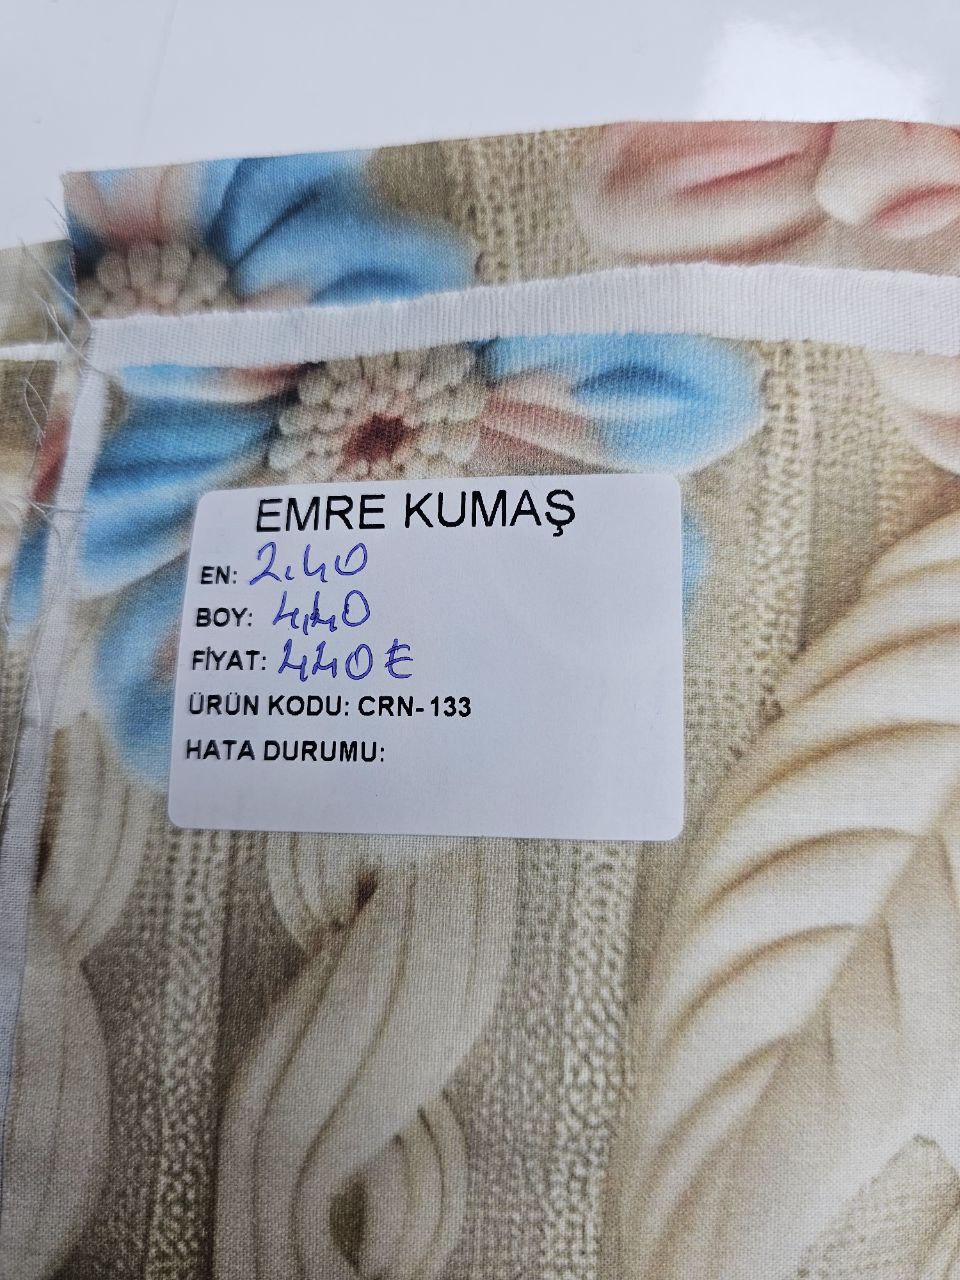 EMRE KUMAŞ
EN: 2.40
BOY: 4,40
FİYAT: 440₺
ÜRÜN KODU: CRN-133
HATA DURUMU: